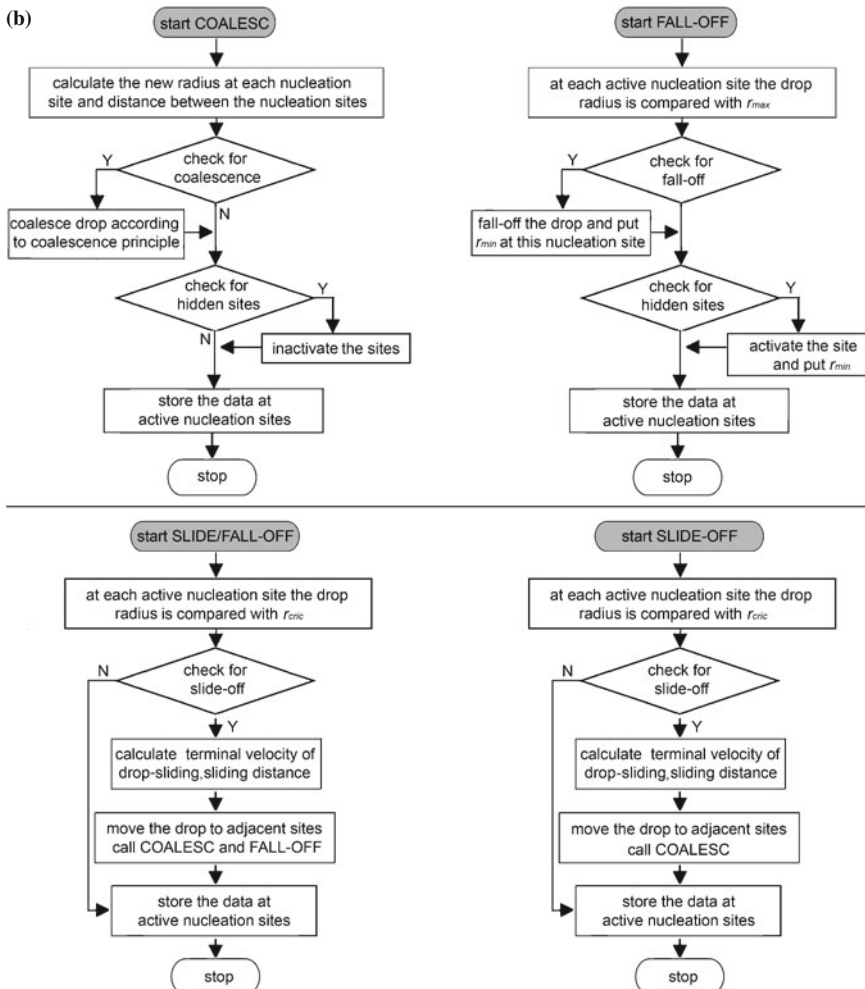 (b)
start COALESC
calculate the new radius at each nucleation
site and distance between the nucleation sites
check for
coalescence
Y
N
coalesce drop according
to coalescence principle
check for
hidden sites
Y
N
inactivate the sites
store the data at
active nucleation sites
stop
start FALL-OFF
at each active nucleation site the drop
radius is compared with rmax
check for
fall-off
Y
fall-off the drop and put
rmin at this nucleation site
check for
hidden sites
Y
activate the site
and put rmin
store the data at
active nucleation sites
stop
start SLIDE/FALL-OFF
at each active nucleation site the drop
radius is compared with rcric
N
check for
slide-off
Y
calculate terminal velocity of
drop-sliding,sliding distance
move the drop to adjacent sites
call COALESC and FALL-OFF
store the data at
active nucleation sites
stop
start SLIDE-OFF
at each active nucleation site the drop
radius is compared with rcric
N
check for
slide-off
Y
calculate terminal velocity of
drop-sliding,sliding distance
move the drop to adjacent sites
call COALESC
store the data at
active nucleation sites
stop